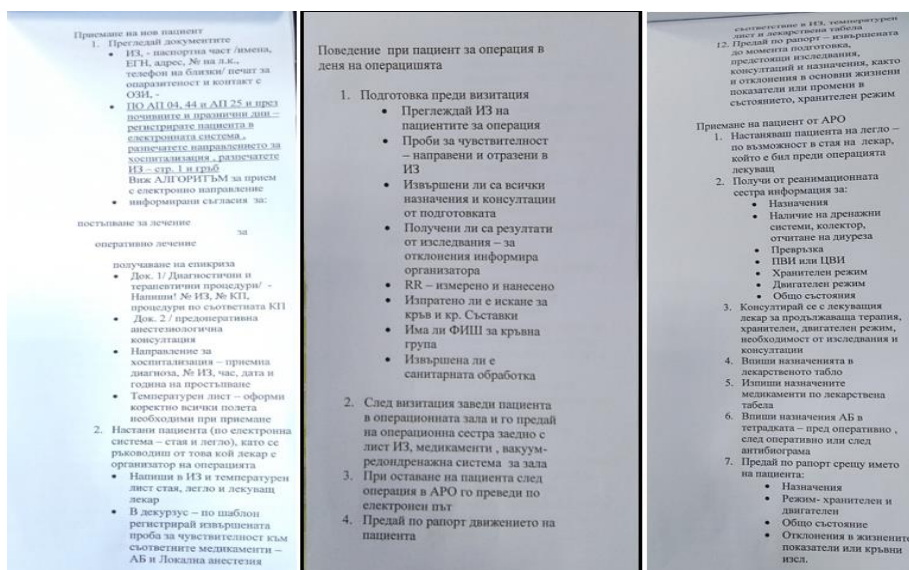 Приемане на нов пациент
1. Прегледай документите
• ИЗ, - паспортна част /имена,
ЕГН, адрес, № на л.к.,
телефон на близки/ печат за
опаразитеност и контакт с
ОЗИ, -
• ПО АП 04, 44 и АП 25 и през
почивните и празнични дни –
регистрирате пациента в
електронната система ,
разпечатете направлението за
хоспитализация , разпечатете
ИЗ – стр. 1 и гръб
Виж АЛГОРИТЪМ за прием
с електронно направление
• информирани съгласия за:
постъпване за лечение
за
оперативно лечение
получаване на епикриза
• Док. 1/ Диагностични и
терапевтични процедури/ -
Напиши! № ИЗ, № КП,
процедури по съответната КП
• Док. 2 / предоперативна
анестезиологична
консултация
• Направление за
хоспитализация – приемна
диагноза, № ИЗ, час, дата и
година на простъпване
• Температурен лист – оформи
коректно всички полета
необходими при приемане
2. Настани пациента (по електронна
система – стая и легло), като се
ръководиш от това кой лекар с
организатор на операцията
• Напиши в ИЗ и температурен
лист стая, легло и лекуващ
лекар
• В декурзус – по шаблон
регистрирай извършената
проба за чувствителност към
съответните медикаменти –
АБ и Локална анестезия
Поведение при пациент за операция в
деня на операцишята
1. Подготовка преди визитация
• Преглеждай ИЗ на
пациентите за операция
• Проби за чувствителност
– направени и отразени в
ИЗ
• Извършени ли са всички
назначения и консултации
от подготовката
• Получени ли са резултати
от изследвания – за
отклонения информира
организатора
• RR – измерено и нанесено
• Изпратено ли е искане за
кръв и кр. Съставки
• Има ли ФИШ за кръвна
група
• Извършена ли е
санитарната обработка
2. След визитация заведи пациента
в операционната зала и го предай
на операционна сестра заедно с
лист ИЗ, медикаменти , вакуум-
редондренажна система за зала
3. При оставане на пациента след
операция в АРО го преведи по
електронен път
4. Предай по рапорт движението на
пациента
съответствие в ИЗ, температурен
лист и лекарствена табела
12. Предай по рапорт – извършената
до момента подготовка,
предстоящи изследвания,
консултаций и назначения, както
и отклонения в основни жизнени
показатели или промени в
състоянието, хранителен режим
Приемане на пациент от АРО
1. Настаняваш пациента на легло –
по възможност в стая на лекар,
който е бил преди операцията
лекуващ
2. Получи от реанимационната
сестра информация за:
• Назначения
• Наличие на дренажни
системи, колектор,
отчитане на диуреза
• Превръзка
• ПВИ или ЦВИ
• Хранителен режим
• Двигателен режим
• Общо състояния
3. Консултирай се с лекуващия
лекар за продължаваща терапия,
хранителен, двигателен режим,
необходимост от изследвания и
консултации
4. Впиши назначенията в
лекарственото табло
5. Изпиши назначените
медикаменти по лекарствена
табела
6. Впиши назначения АБ в
тетрадката – пред оперативно ,
след оперативно или след
антибиограма
7. Предай по рапорт срещу името
на пациента:
• Назначения
• Режим- хранителен и
двигателен
• Общо състояние
• Отклонения в жизнените
показатели или кръвни
изсл.